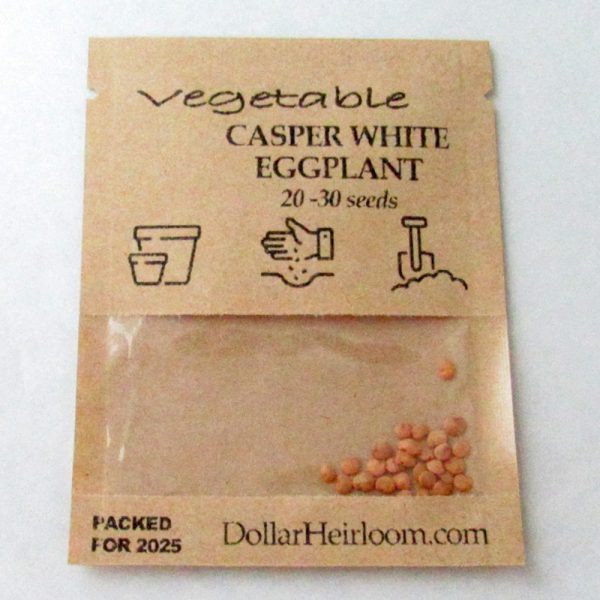 Vegetable
CASPER WHITE
EGGPLANT
20 -30 seeds
PACKED
FOR 2025
DollarHeirloom.com